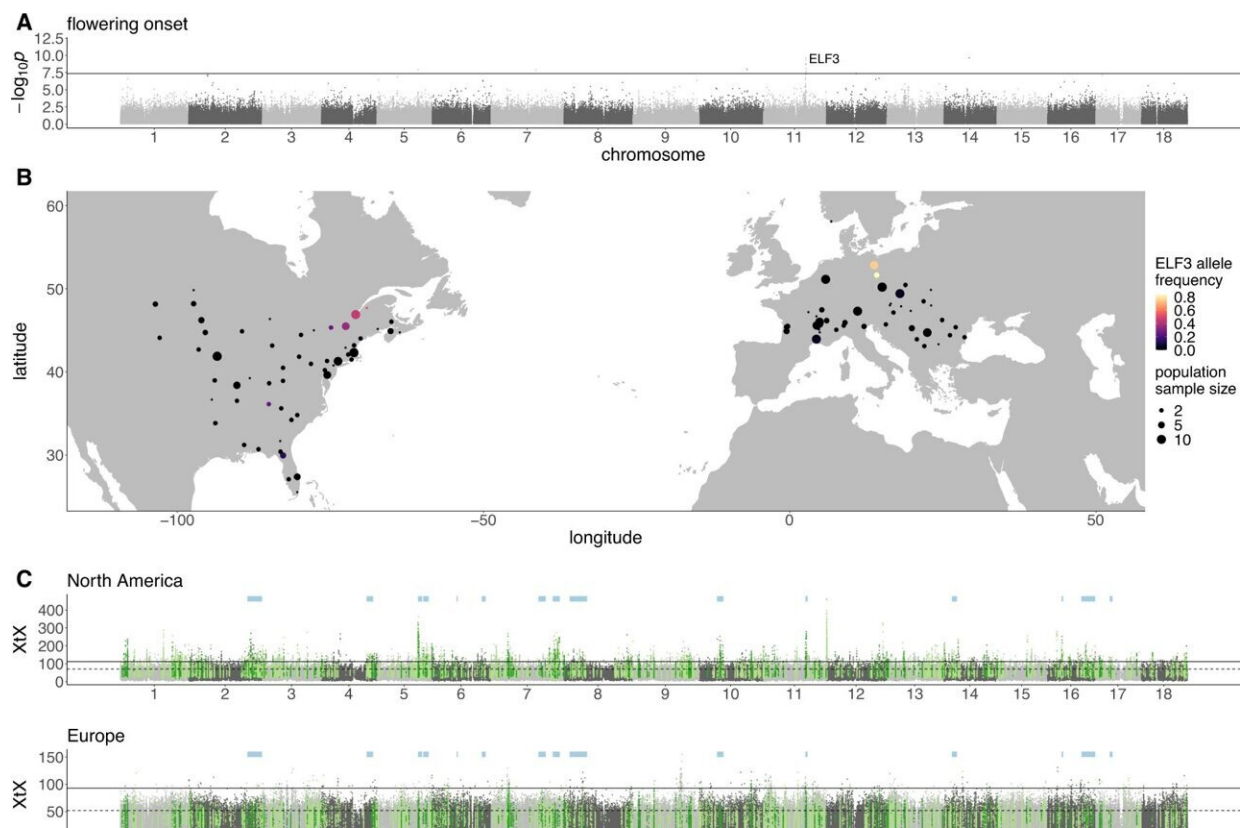 A
flowering onset
12.5
10.0
7.5
5.0
2.5
0.0
−log10p
ELF3
1 2 3 4 5 6 7 8 9 10 11 12 13 14 15 16 17 18
chromosome
B
60
50
40
30
latitude
−100 −50 0 50
longitude
ELF3 allele
frequency
0.8
0.6
0.4
0.2
0.0
population
sample size
2
5
10
C
North America
400
300
200
100
0
XtX
1 2 3 4 5 6 7 8 9 10 11 12 13 14 15 16 17 18
Europe
150
100
50
XtX